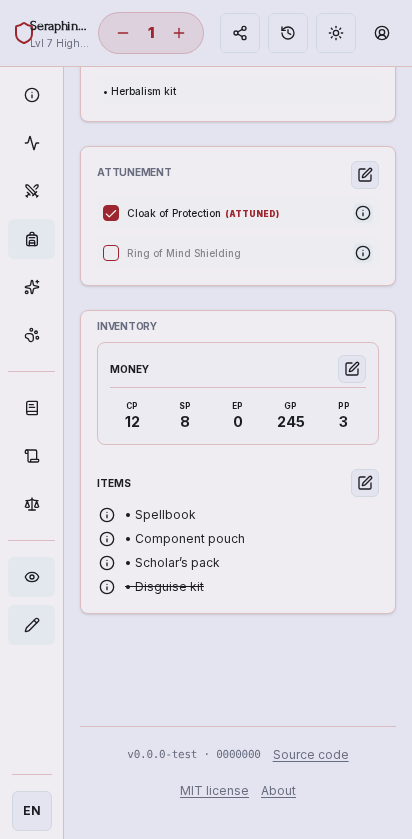 Seraphin...
Lvl 7 High...
1
• Herbalism kit
ATTUNEMENT
Cloak of Protection (ATTUNED)
Ring of Mind Shielding
INVENTORY
MONEY
CP SP EP GP PP
12 8 0 245 3
ITEMS
• Spellbook
• Component pouch
• Scholar's pack
• Disguise kit
v0.0.0-test · 0000000 Source code
MIT license About
EN